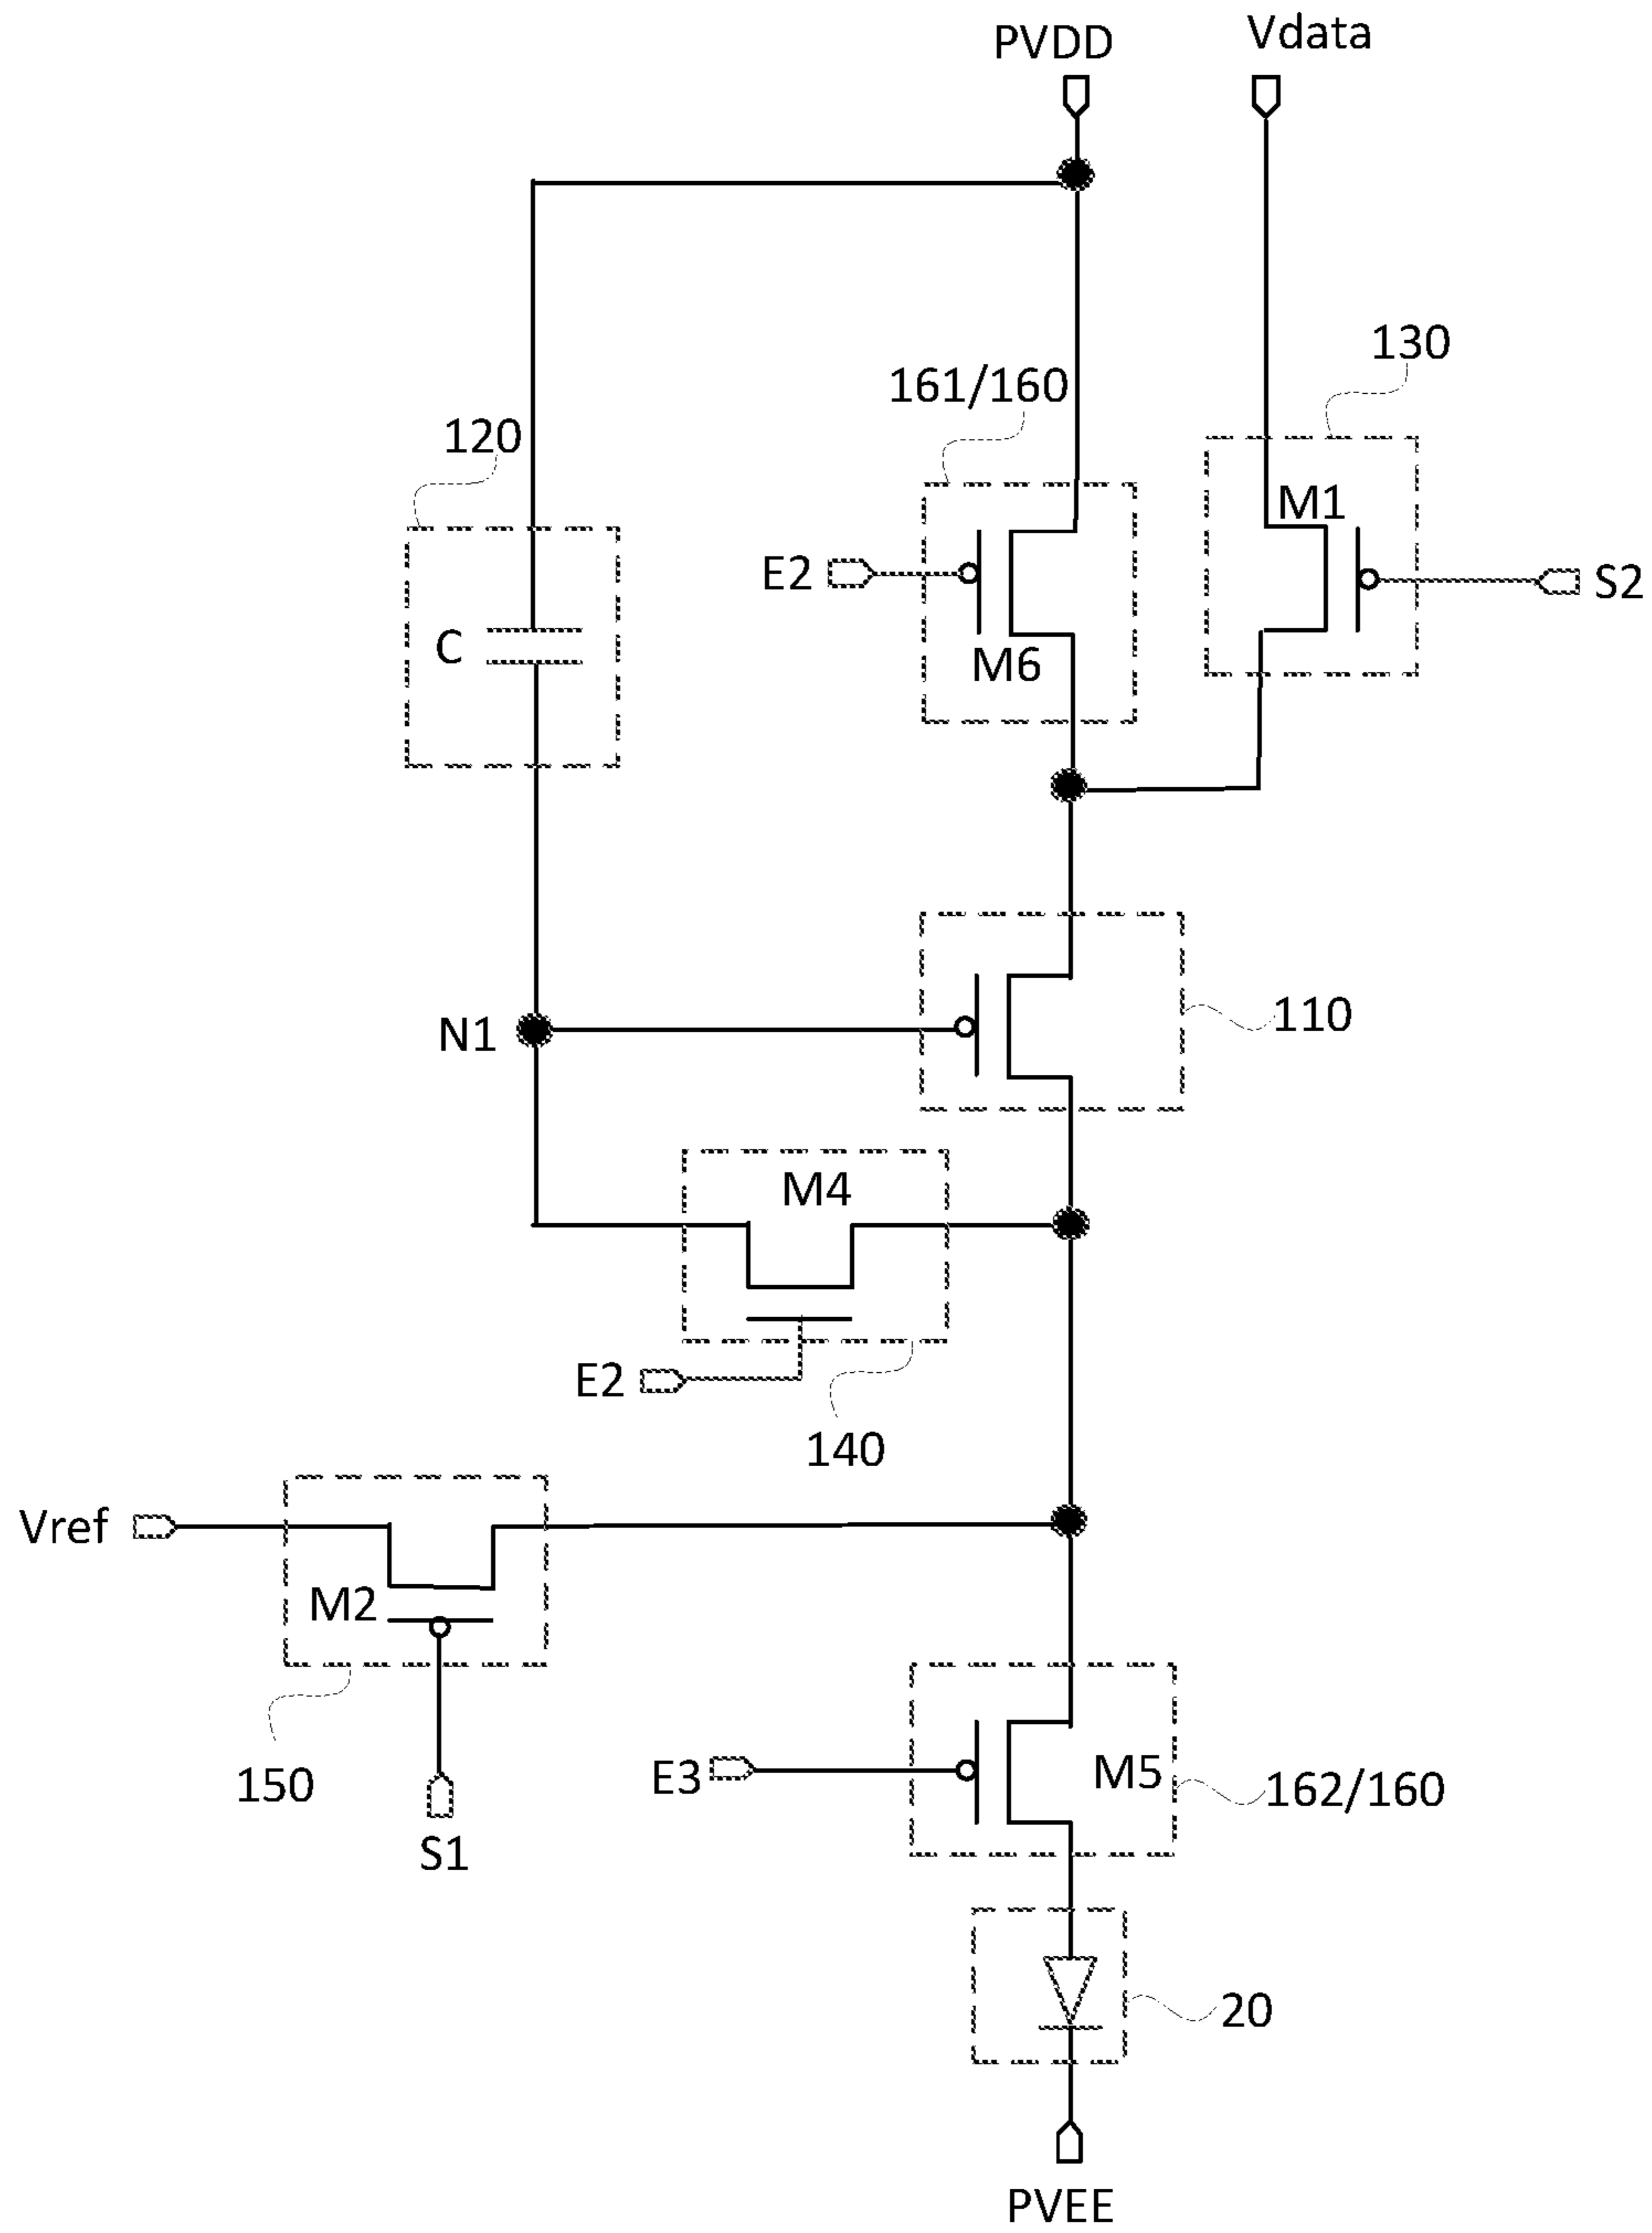 PVDD
Vdata
130
161/160
120
M1
E2
S2
C
M6
N1
110
M4
E2
140
Vref
M2
E3
M5
162/160
150
S1
20
PVEE